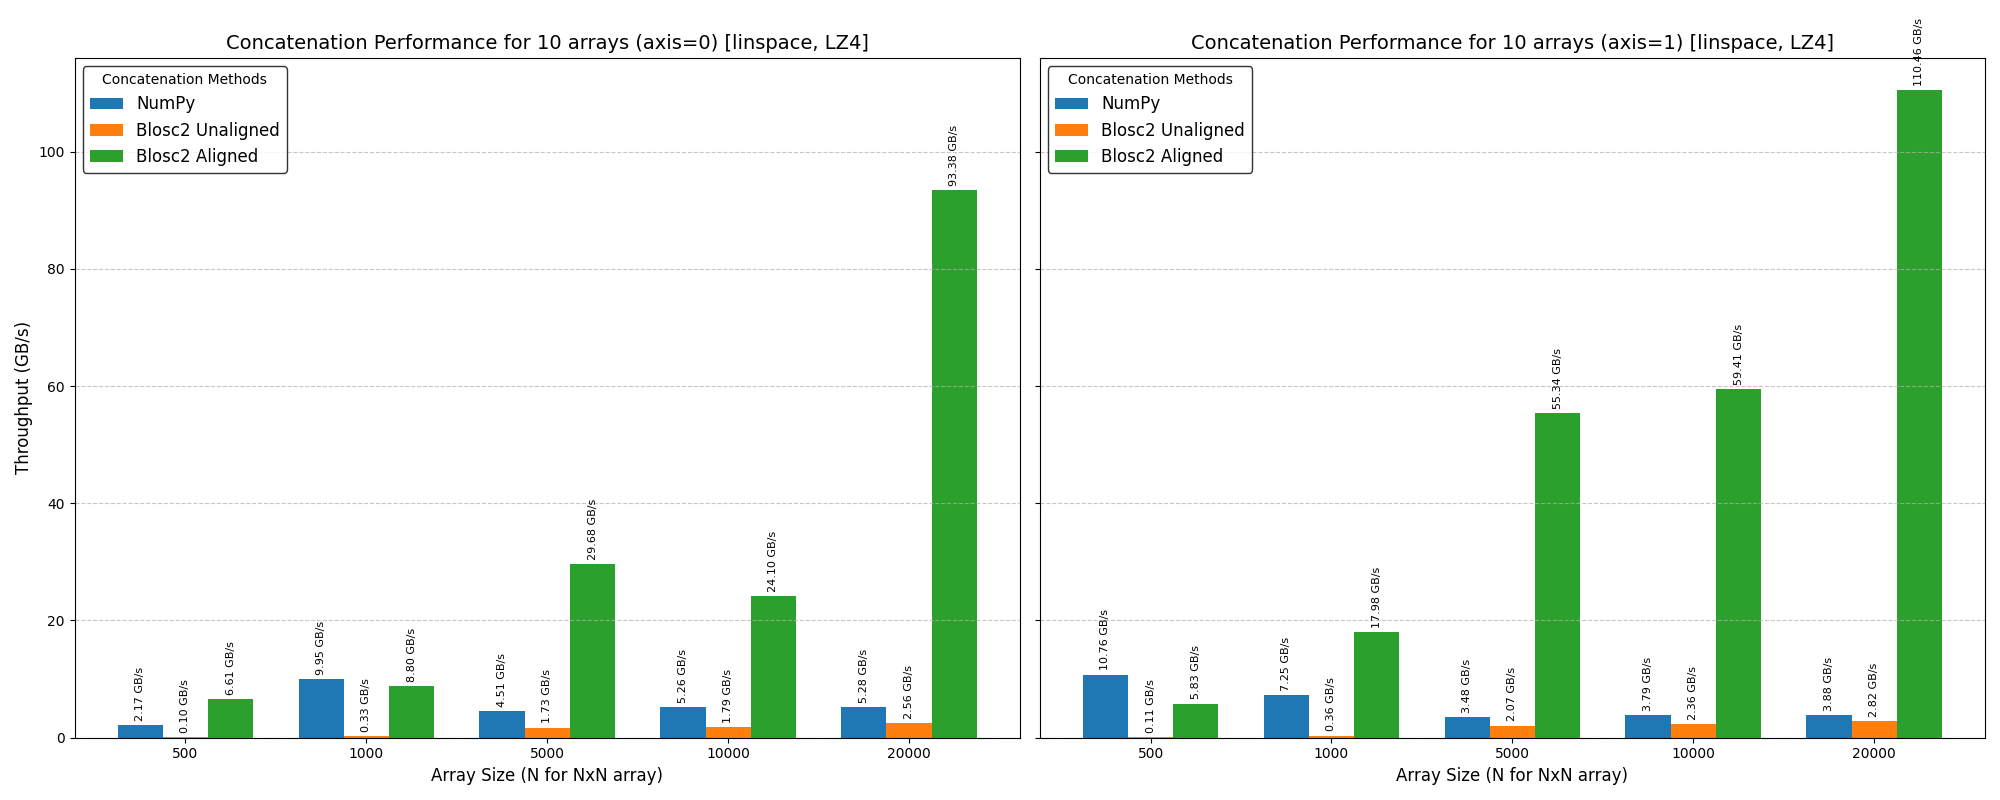 Concatenation Performance for 10 arrays (axis=0) [linspace, LZ4]
Concatenation Methods
NumPy
Blosc2 Unaligned
Blosc2 Aligned
Throughput (GB/s)
100
80
60
40
20
0
2.17 GB/s
0.10 GB/s
6.61 GB/s
9.95 GB/s
0.33 GB/s
8.80 GB/s
4.51 GB/s
1.73 GB/s
29.68 GB/s
5.26 GB/s
1.79 GB/s
24.10 GB/s
5.28 GB/s
2.56 GB/s
93.38 GB/s
500
1000
5000
10000
20000
Array Size (N for NxN array)
Concatenation Performance for 10 arrays (axis=1) [linspace, LZ4]
Concatenation Methods
NumPy
Blosc2 Unaligned
Blosc2 Aligned
10.76 GB/s
0.11 GB/s
5.83 GB/s
7.25 GB/s
0.36 GB/s
17.98 GB/s
3.48 GB/s
2.07 GB/s
55.34 GB/s
3.79 GB/s
2.36 GB/s
59.41 GB/s
3.88 GB/s
2.82 GB/s
110.46 GB/s
500
1000
5000
10000
20000
Array Size (N for NxN array)